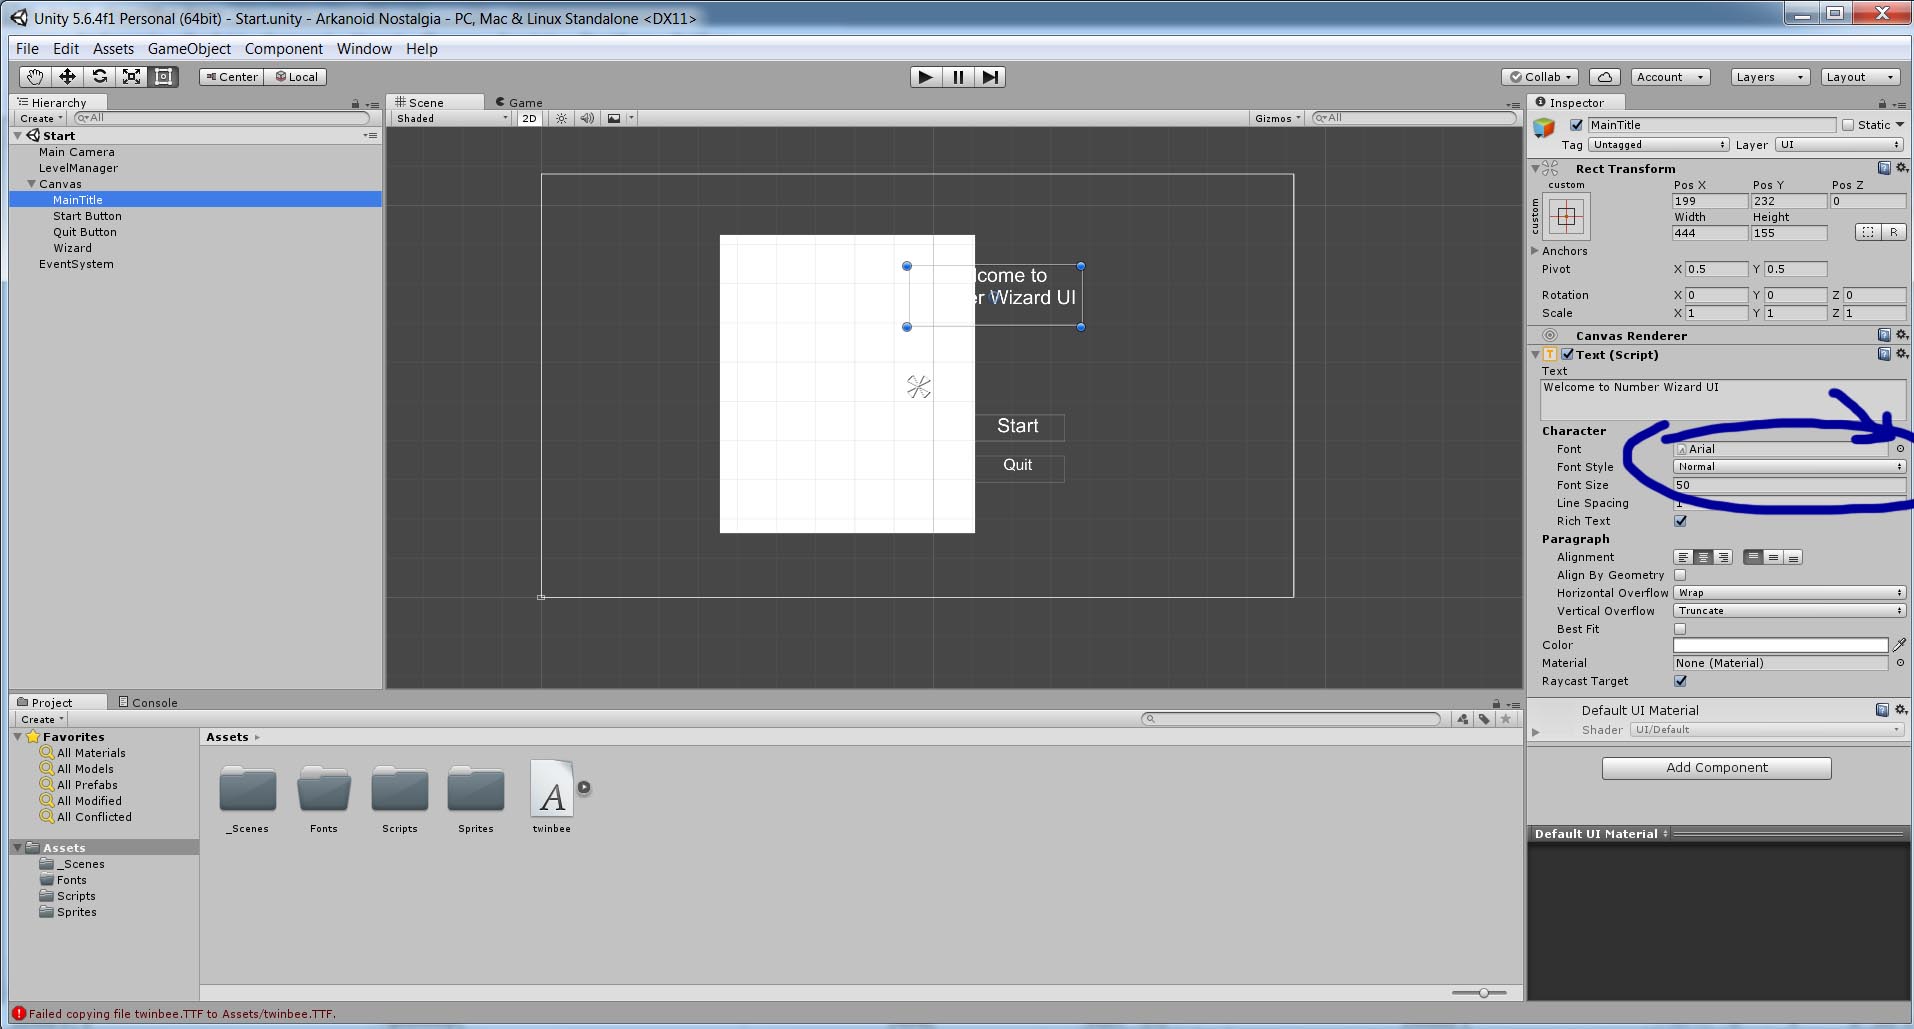 Unity 5.6.4f1 Personal (64bit) - Start.unity - Arkanoid Nostalgia - PC, Mac & Linux Standalone <DX11>
File Edit Assets GameObject Component Window Help
Center Local Collab Account Layers Layout
Hierarchy
Create All
Start
Main Camera
LevelManager
Canvas
MainTitle
Start Button
Quit Button
Wizard
EventSystem
Scene Game
Shaded 2D Gizmos All
lcome to
er Wizard UI
Start
Quit
Inspector
MainTitle Static
Tag Untagged Layer UI
Rect Transform
custom Pos X Pos Y Pos Z
custom 199 232 0
Width Height
444 155 R
Anchors
Pivot X 0.5 Y 0.5
Rotation X 0 Y 0 Z 0
Scale X 1 Y 1 Z 1
Canvas Renderer
T Text (Script)
Text
Welcome to Number Wizard UI
Character
Font Arial
Font Style Normal
Font Size 50
Line Spacing 1
Rich Text
Paragraph
Alignment
Align By Geometry
Horizontal Overflow Wrap
Vertical Overflow Truncate
Best Fit
Color
Material None (Material)
Raycast Target
Default UI Material
Shader UI/Default
Add Component
Default UI Material
Project Console
Create
Favorites
All Materials
All Models
All Prefabs
All Modified
All Conflicted
Assets
_Scenes
Fonts
Scripts
Sprites
Assets
A
_Scenes Fonts Scripts Sprites twinbee
Failed copying file twinbee.TTF to Assets/twinbee.TTF.